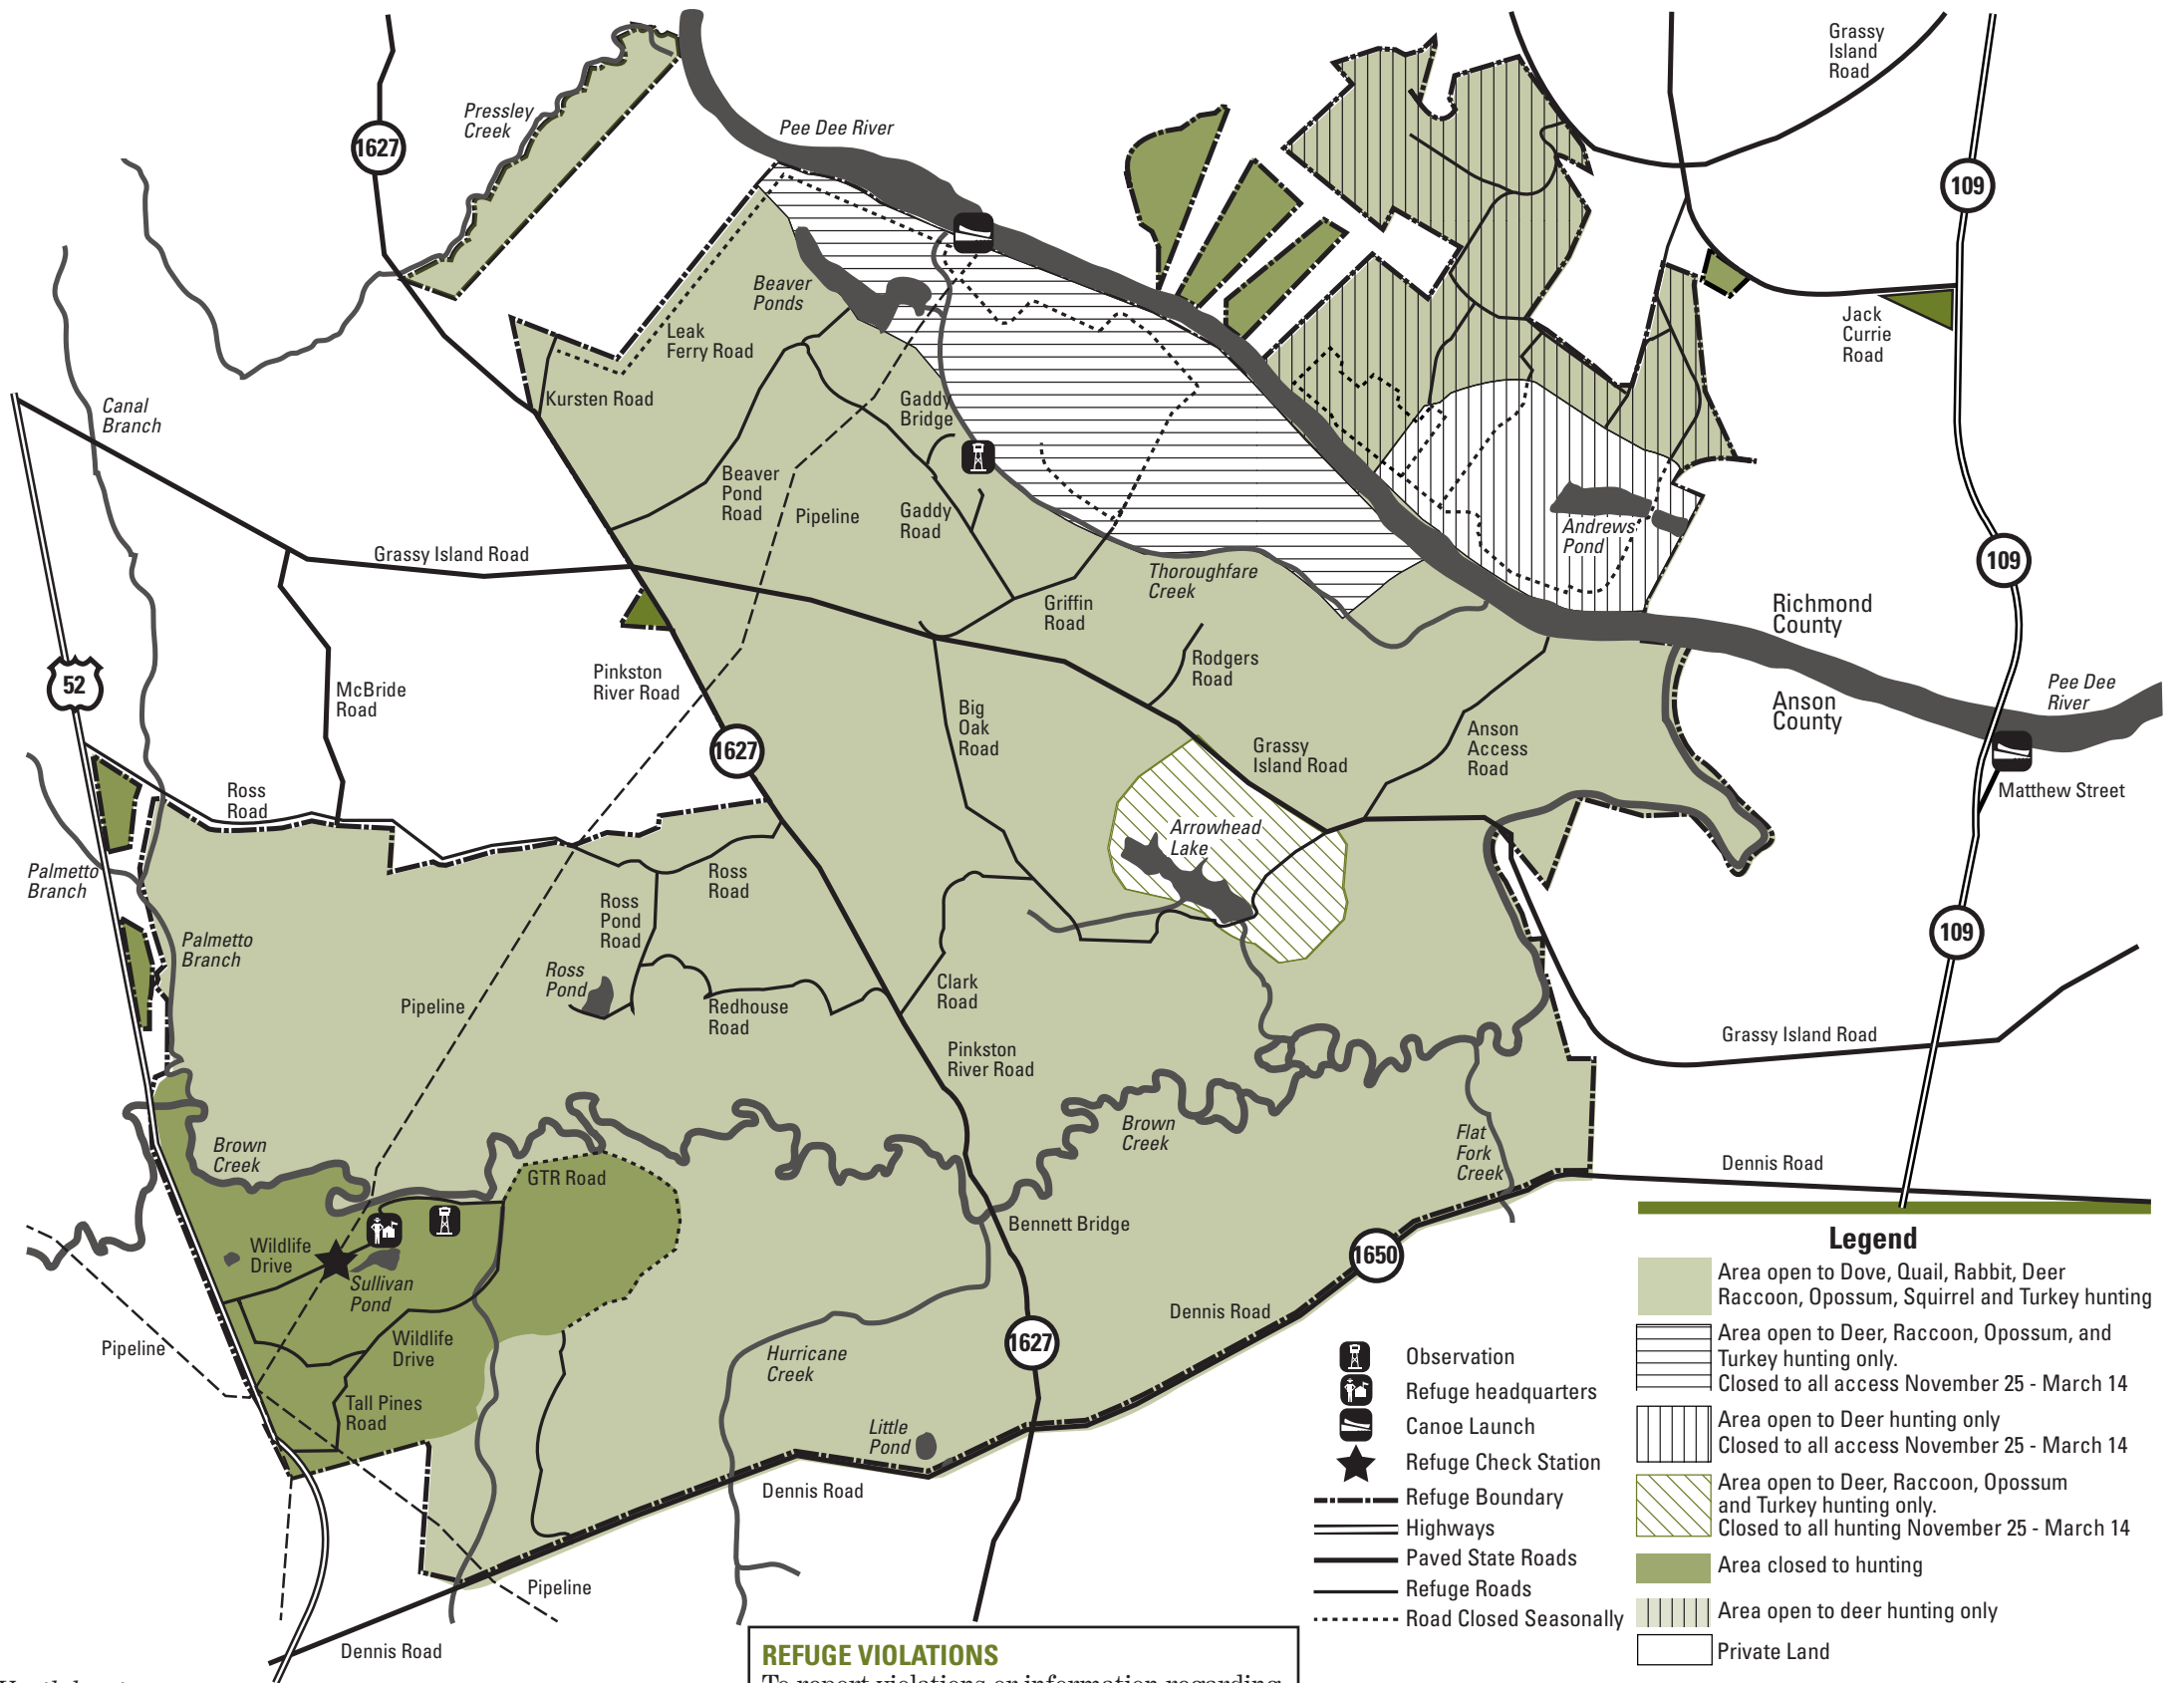 Grassy
Island
Road
Pressley
Creek
Pee Dee River
1627
109
Beaver
Ponds
Leak
Ferry Road
Jack
Currie
Road
Kursten Road
Canal
Branch
Gaddy
Bridge
Beaver
Pond
Road
Pipeline
Gaddy
Road
Andrews
Pond
Grassy Island Road
109
Thoroughfare
Creek
Griffin
Road
Richmond
County
52
McBride
Road
Pinkston
River Road
Rodgers
Road
Pee Dee
River
Anson
County
Big
Oak
Road
Anson
Access
Road
1627
Grassy
Island Road
Matthew Street
Ross
Road
Arrowhead
Lake
Palmetto
Branch
Ross
Road
Ross
Pond
Road
109
Palmetto
Branch
Ross
Pond
Clark
Road
Pipeline
Redhouse
Road
Grassy Island Road
Pinkston
River Road
Brown
Creek
Brown
Creek
Flat
Fork
Creek
GTR Road
Dennis Road
Bennett Bridge
Wildlife
Drive
Sullivan
Pond
1650
Dennis Road
Pipeline
Wildlife
Drive
1627
Hurricane
Creek
Tall Pines
Road
Little
Pond
Dennis Road
Pipeline
Dennis Road
Observation
Refuge headquarters
Canoe Launch
Refuge Check Station
Refuge Boundary
Highways
Paved State Roads
Refuge Roads
Road Closed Seasonally
Legend
Area open to Dove, Quail, Rabbit, Deer
Raccoon, Opossum, Squirrel and Turkey hunting
Area open to Deer, Raccoon, Opossum, and
Turkey hunting only.
Closed to all access November 25 - March 14
Area open to Deer hunting only
Closed to all access November 25 - March 14
Area open to Deer, Raccoon, Opossum
and Turkey hunting only.
Closed to all hunting November 25 - March 14
Area closed to hunting
Area open to deer hunting only
Private Land
REFUGE VIOLATIONS
To report violations or information regarding